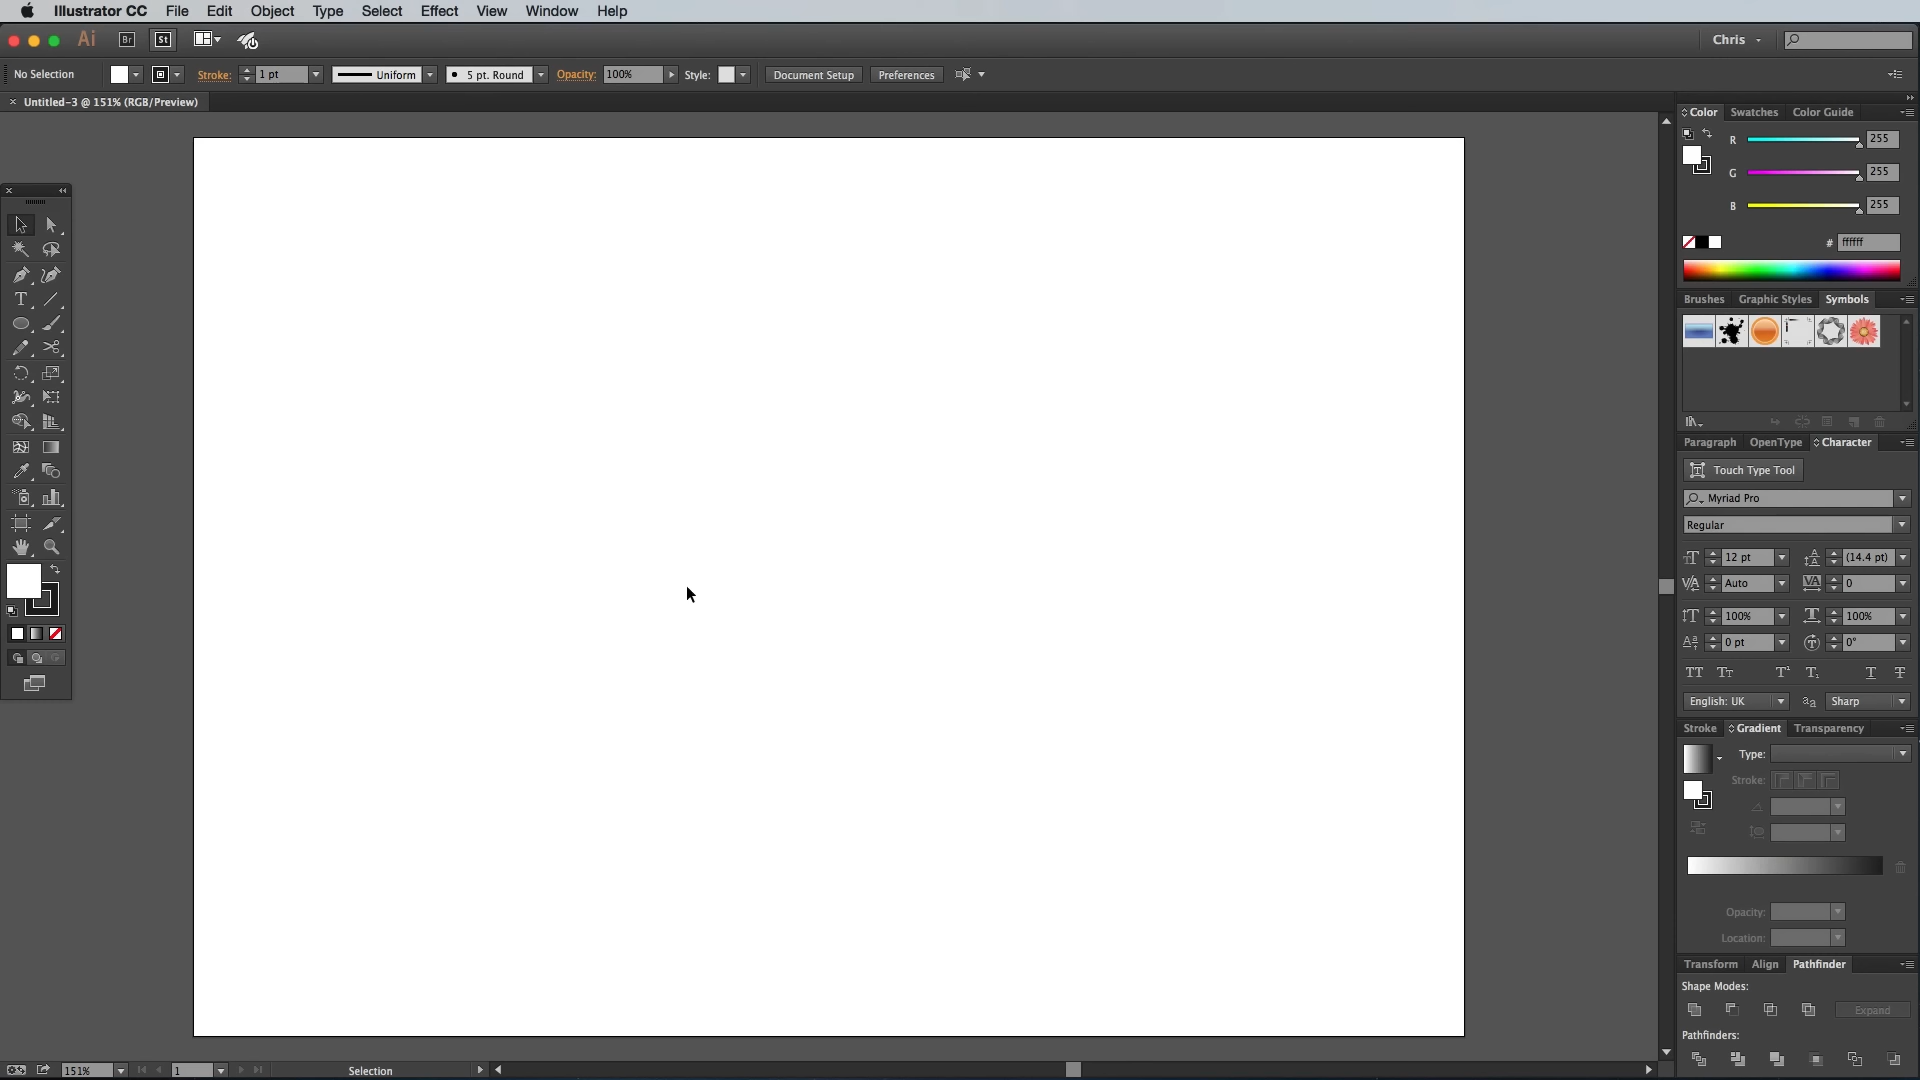 Illustrator CC File Edit Object Type Select Effect View Window Help
Ai Br St Chris
No Selection Stroke: 1 pt Uniform 5 pt. Round Opacity: 100% Style: Document Setup Preferences
Untitled-3 @ 151% (RGB/Preview)
Color Swatches Color Guide
R 255
G 255
B 255
# ffffff
Brushes Graphic Styles Symbols
Paragraph OpenType Character
Touch Type Tool
Myriad Pro
Regular
12 pt (14.4 pt)
Auto 0
100% 100%
0 pt 0°
English: UK Sharp
Stroke Gradient Transparency
Type:
Stroke:
Opacity:
Location:
Transform Align Pathfinder
Shape Modes:
Expand
Pathfinders:
151% 1 Selection